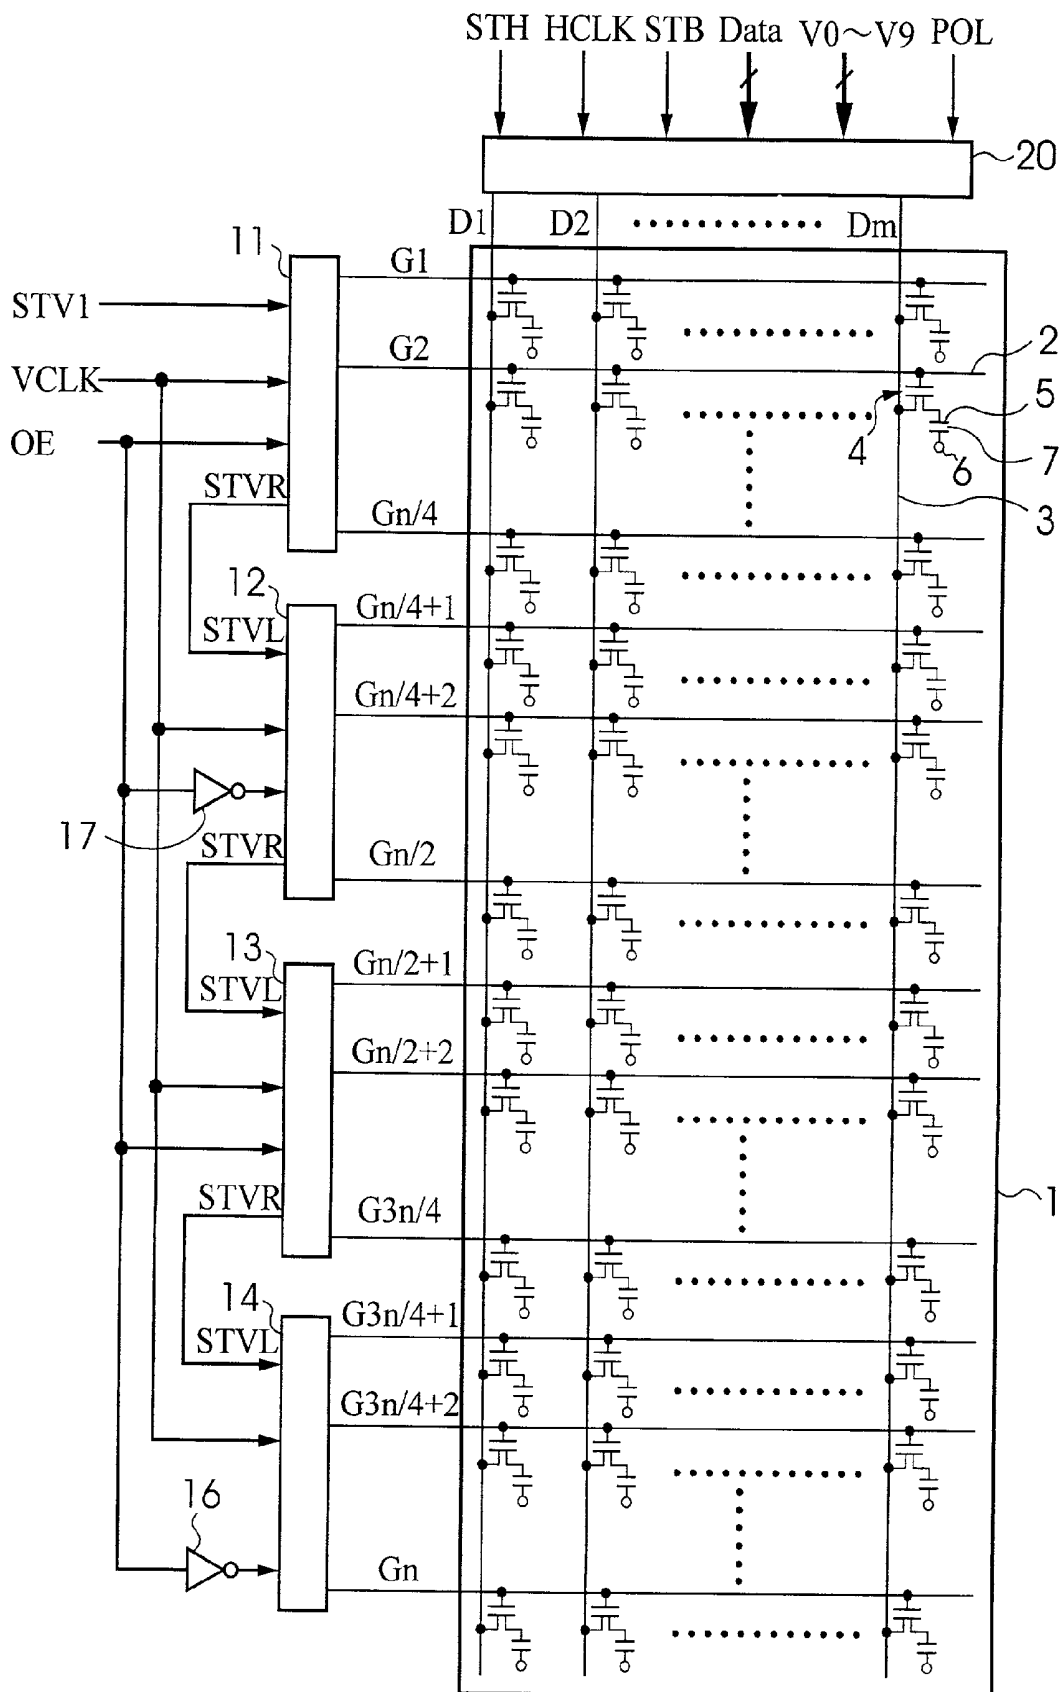 STH HCLK STB Data V0～V9 POL
20
D1 D2 Dm
11
G1
STV1
G2
2
VCLK
5
OE
4
7
6
STVR
3
Gn/4
12
Gn/4+1
STVL
Gn/4+2
17
STVR
Gn/2
13
Gn/2+1
STVL
Gn/2+2
STVR
1
G3n/4
14
G3n/4+1
STVL
G3n/4+2
16
Gn